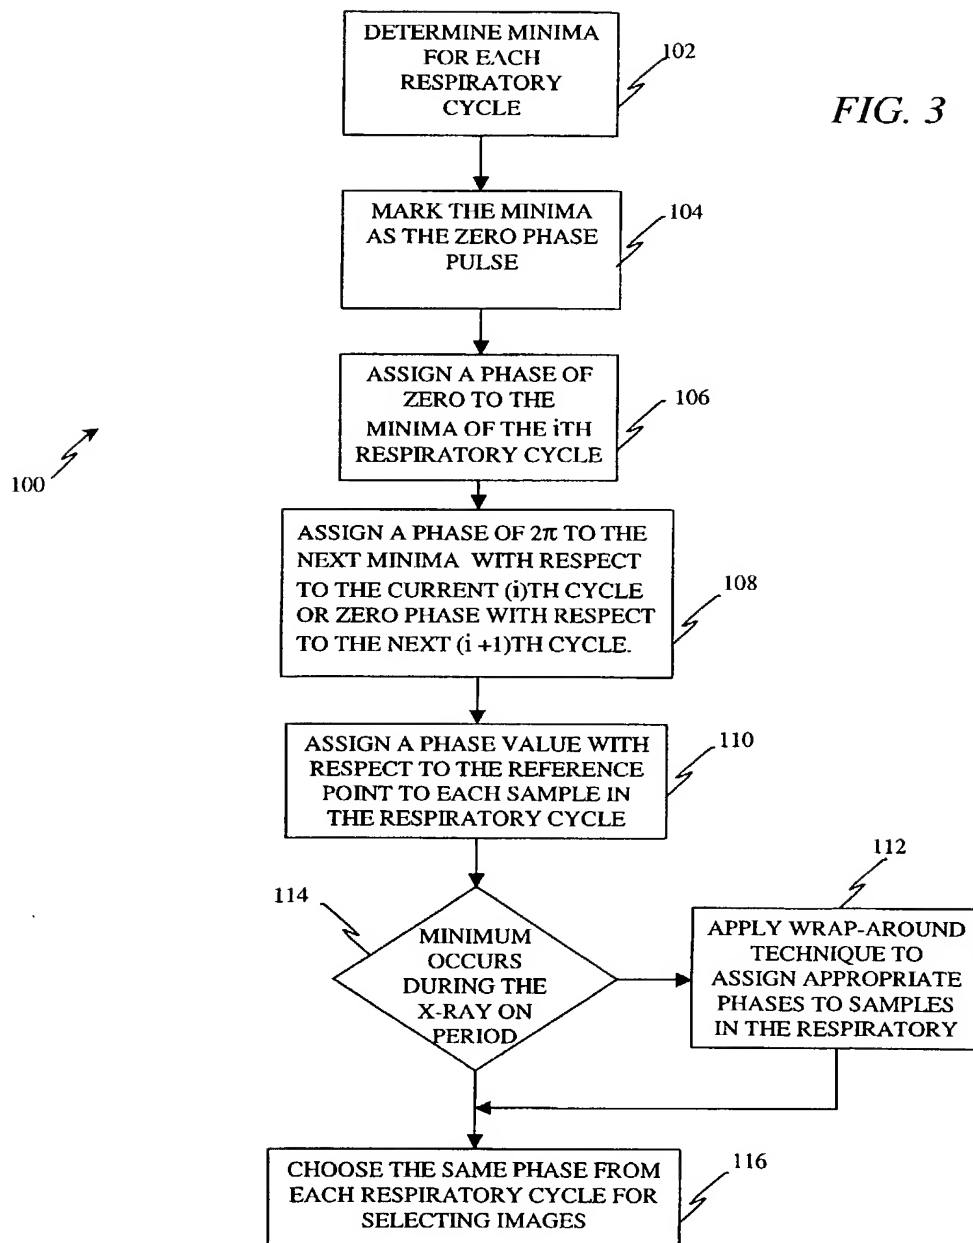 DETERMINE MINIMA
FOR EACH
RESPIRATORY
CYCLE
102
FIG. 3
MARK THE MINIMA
AS THE ZERO PHASE
PULSE
104
ASSIGN A PHASE OF
ZERO TO THE
MINIMA OF THE iTH
RESPIRATORY CYCLE
106
100
ASSIGN A PHASE OF 2π TO THE
NEXT MINIMA WITH RESPECT
TO THE CURRENT (i)TH CYCLE
OR ZERO PHASE WITH RESPECT
TO THE NEXT (i +1)TH CYCLE.
108
ASSIGN A PHASE VALUE WITH
RESPECT TO THE REFERENCE
POINT TO EACH SAMPLE IN
THE RESPIRATORY CYCLE
110
114
MINIMUM
OCCURS
DURING THE
X-RAY ON
PERIOD
112
APPLY WRAP-AROUND
TECHNIQUE TO
ASSIGN APPROPRIATE
PHASES TO SAMPLES
IN THE RESPIRATORY
CHOOSE THE SAME PHASE FROM
EACH RESPIRATORY CYCLE FOR
SELECTING IMAGES
116